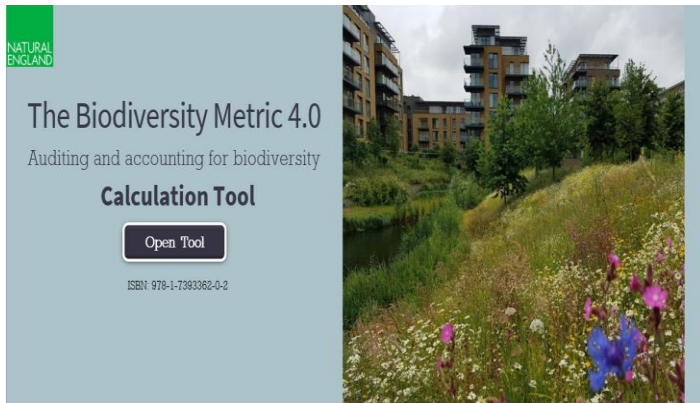 NATURAL
ENGLAND
The Biodiversity Metric 4.0
Auditing and accounting for biodiversity
Calculation Tool
Open Tool
ISBN: 978-1-7393362-0-2